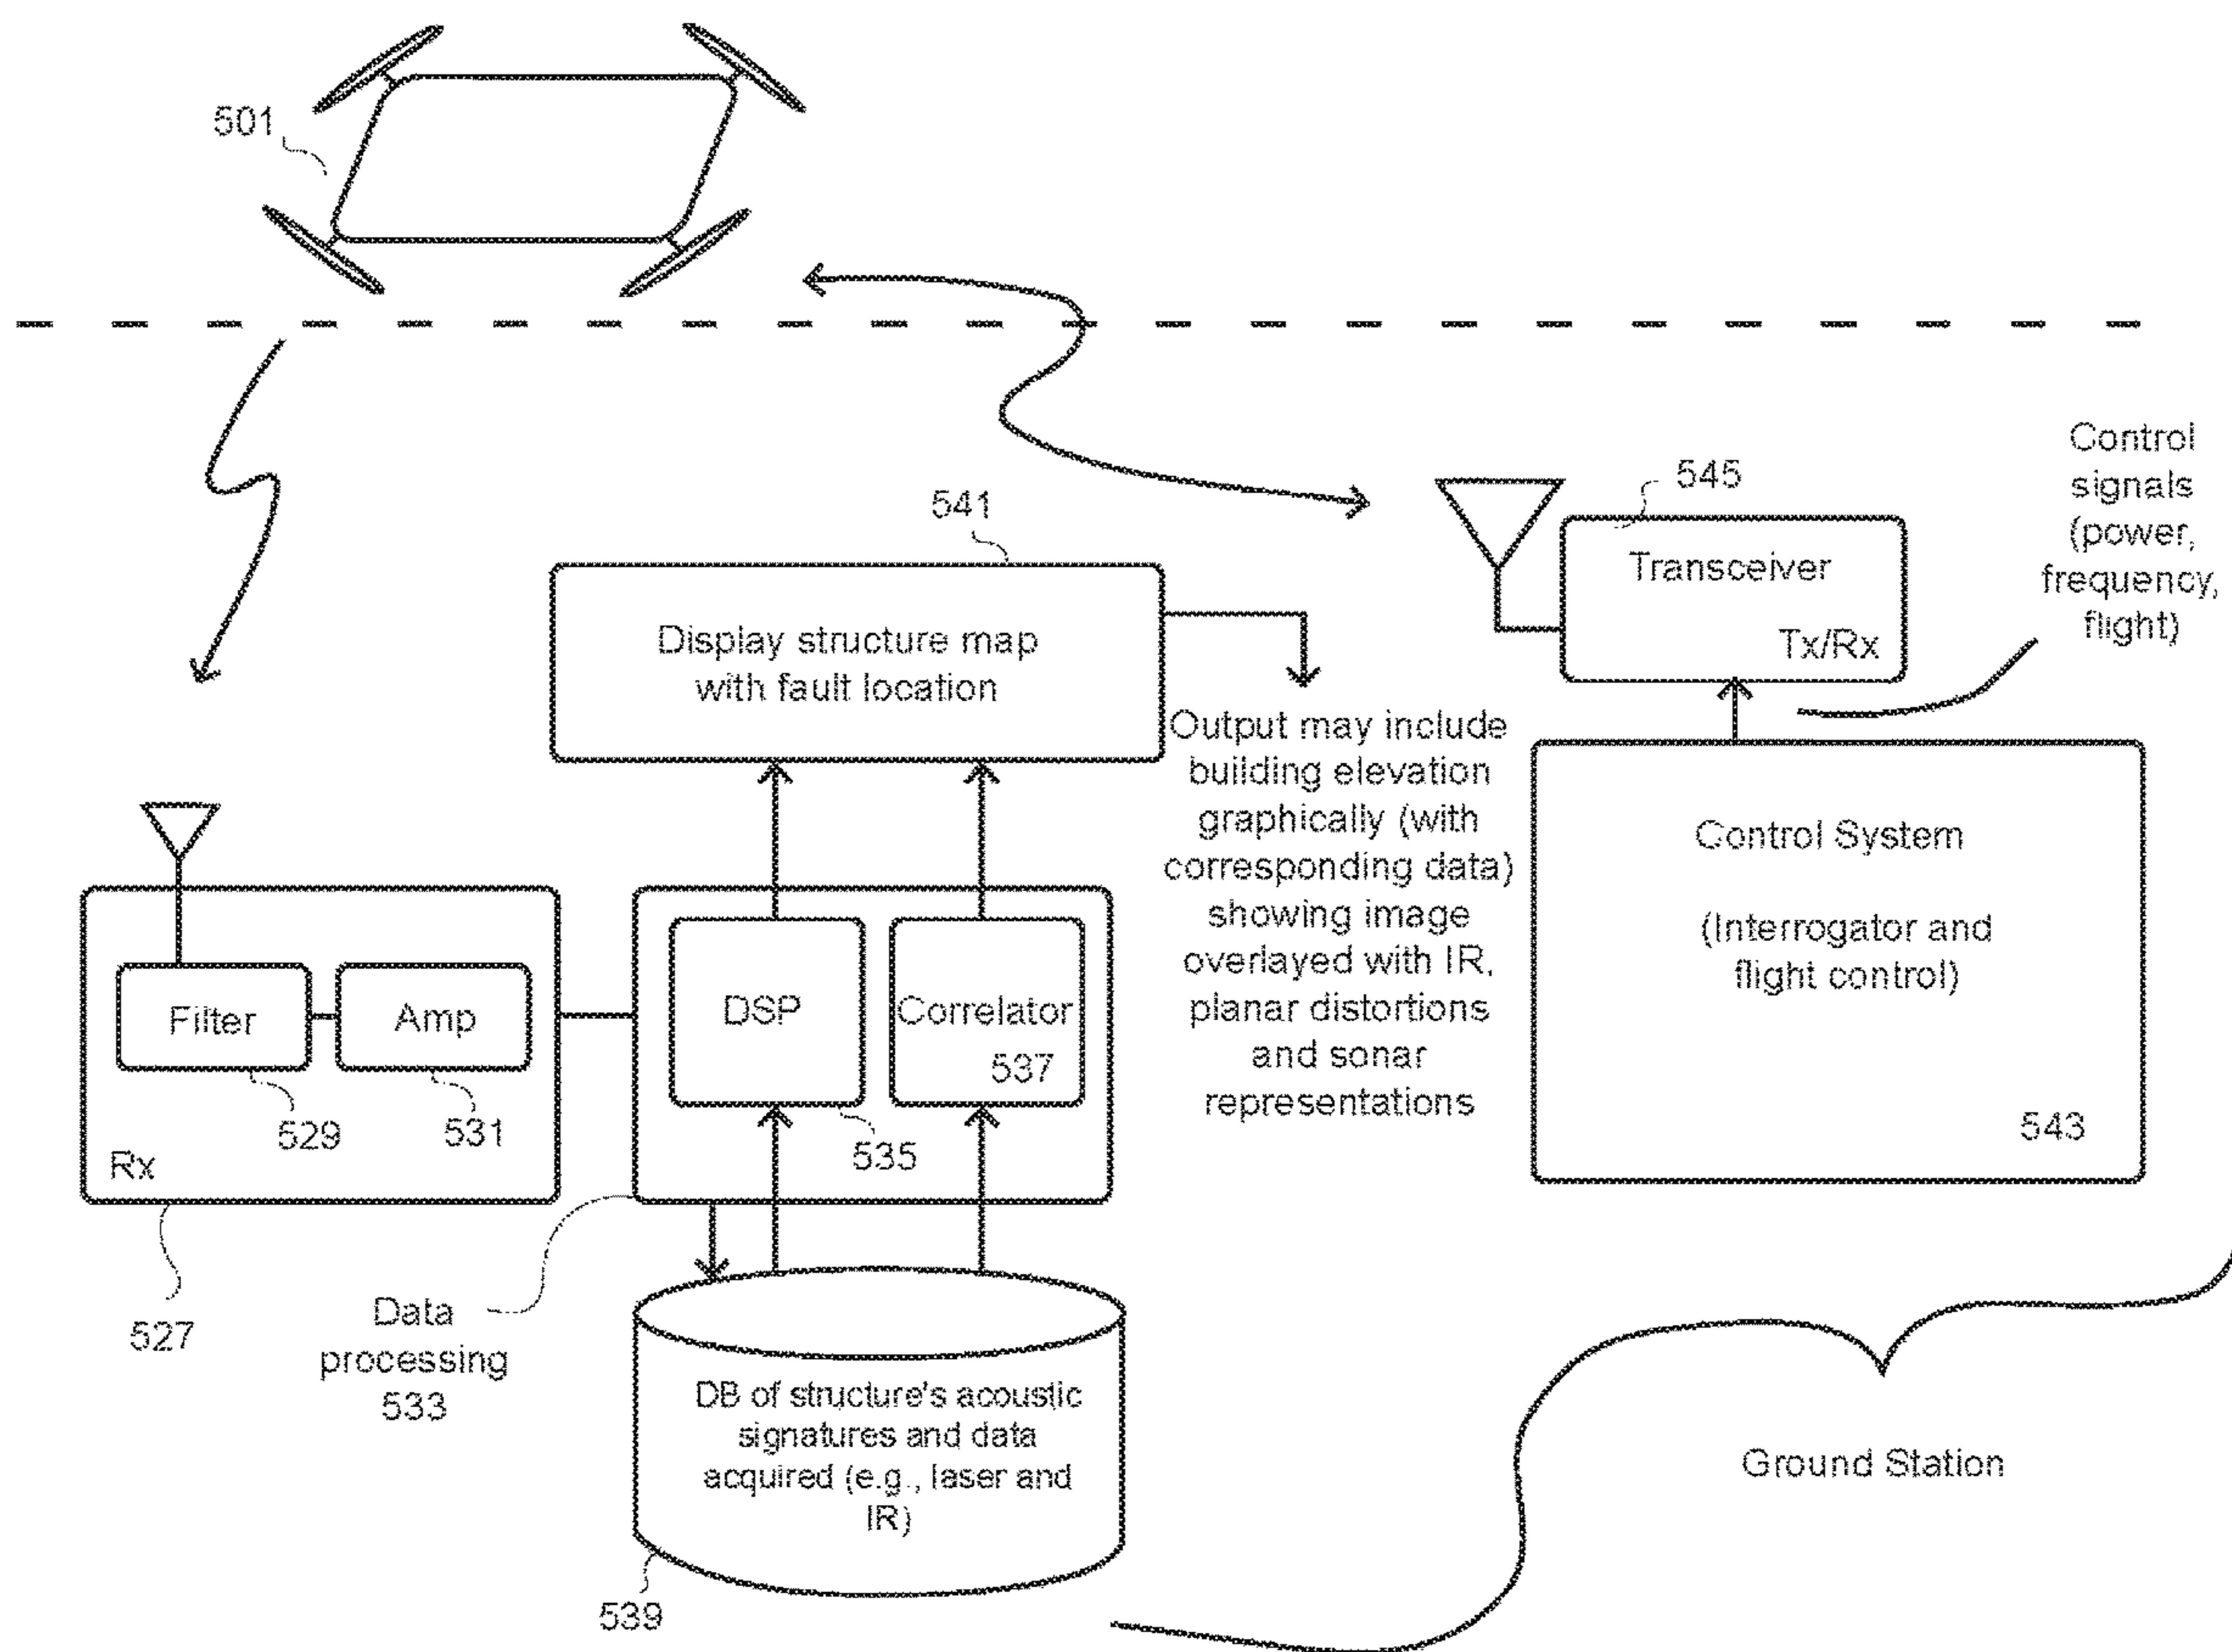 501
541
545
Control
signals
(power,
frequency,
flight)
Transceiver
Tx/Rx
Display structure map
with fault location
Output may include
building elevation
graphically (with
corresponding data)
showing image
overlayed with IR,
planar distortions
and sonar
representations
Control System
(Interrogator and
flight control)
543
Filter
Amp
529
531
Rx
527
DSP
535
Correlator
537
Data
processing
533
DB of structure's acoustic
signatures and data
acquired (e.g., laser and
IR)
539
Ground Station